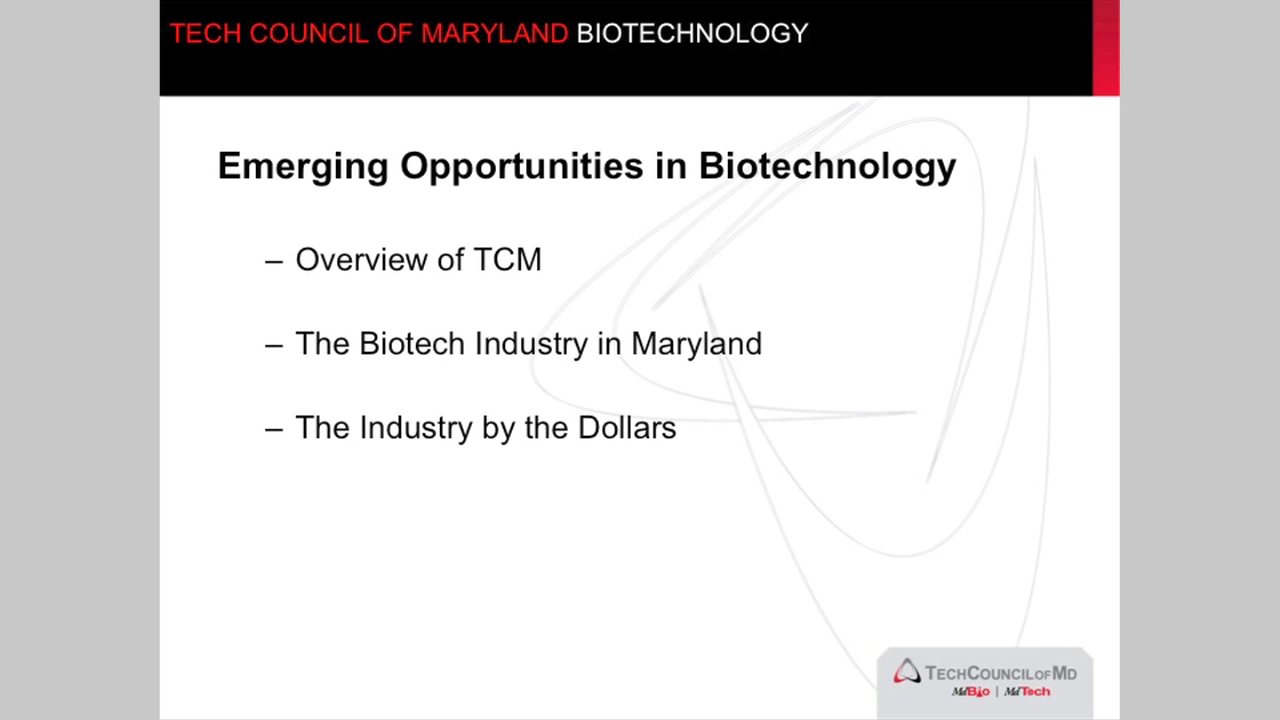 TECH COUNCIL OF MARYLAND BIOTECHNOLOGY
Emerging Opportunities in Biotechnology
– Overview of TCM
– The Biotech Industry in Maryland
– The Industry by the Dollars
TECHCOUNCILOFMD
MdBio | MdTech